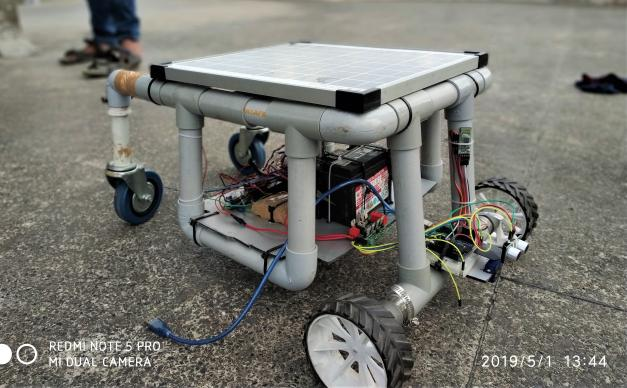 REDMI NOTE 5 PRO
MI DUAL CAMERA
2019/5/1 13:44